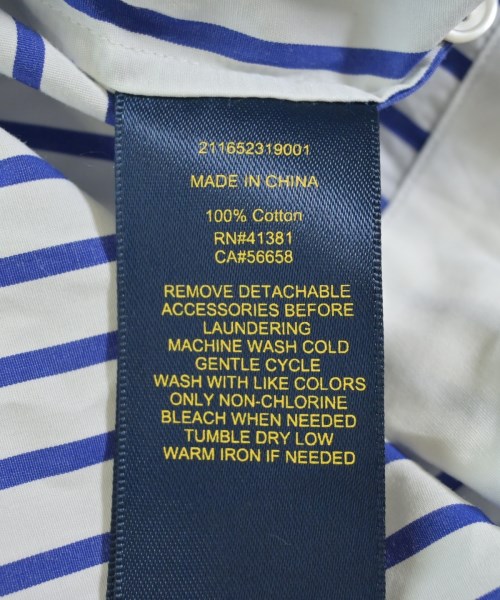 211652319001
MADE IN CHINA
100% Cotton
RN#41381
CA#56658
REMOVE DETACHABLE
ACCESSORIES BEFORE
LAUNDERING
MACHINE WASH COLD
GENTLE CYCLE
WASH WITH LIKE COLORS
ONLY NON-CHLORINE
BLEACH WHEN NEEDED
TUMBLE DRY LOW
WARM IRON IF NEEDED